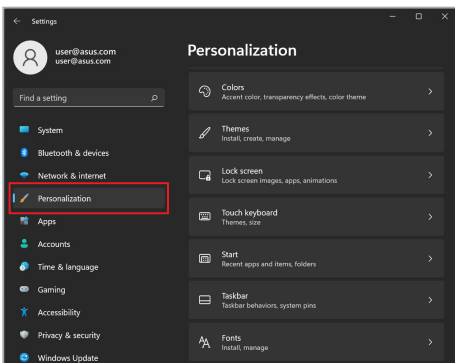 Settings
user@asus.com
user@asus.com
Find a setting
System
Bluetooth & devices
Network & internet
Personalization
Apps
Accounts
Time & language
Gaming
Accessibility
Privacy & security
Windows Update
Personalization
Colors
Accent color, transparency effects, color theme
Themes
Install, create, manage
Lock screen
Lock screen images, apps, animations
Touch keyboard
Themes, size
Start
Recent apps and items, folders
Taskbar
Taskbar behaviors, system pins
Fonts
Install, manage